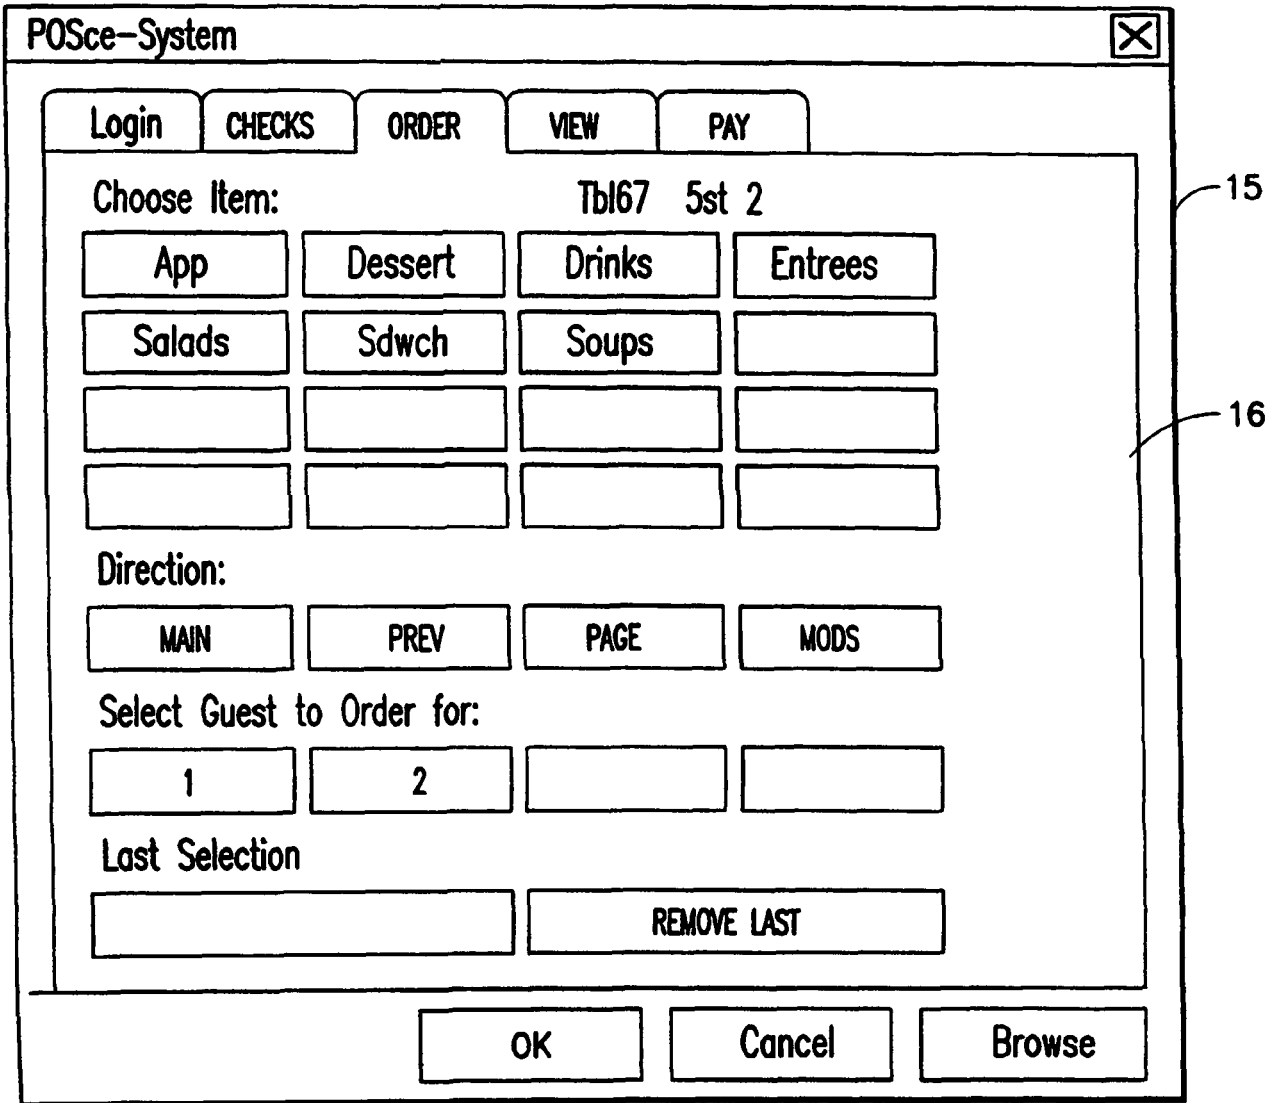 POSce-System
Login CHECKS ORDER VIEW PAY
Choose Item: Tbl67 5st 2
15
App Dessert Drinks Entrees
Salads Sdwch Soups
16
Direction:
MAIN PREV PAGE MODS
Select Guest to Order for:
1 2
Last Selection
REMOVE LAST
OK Cancel Browse